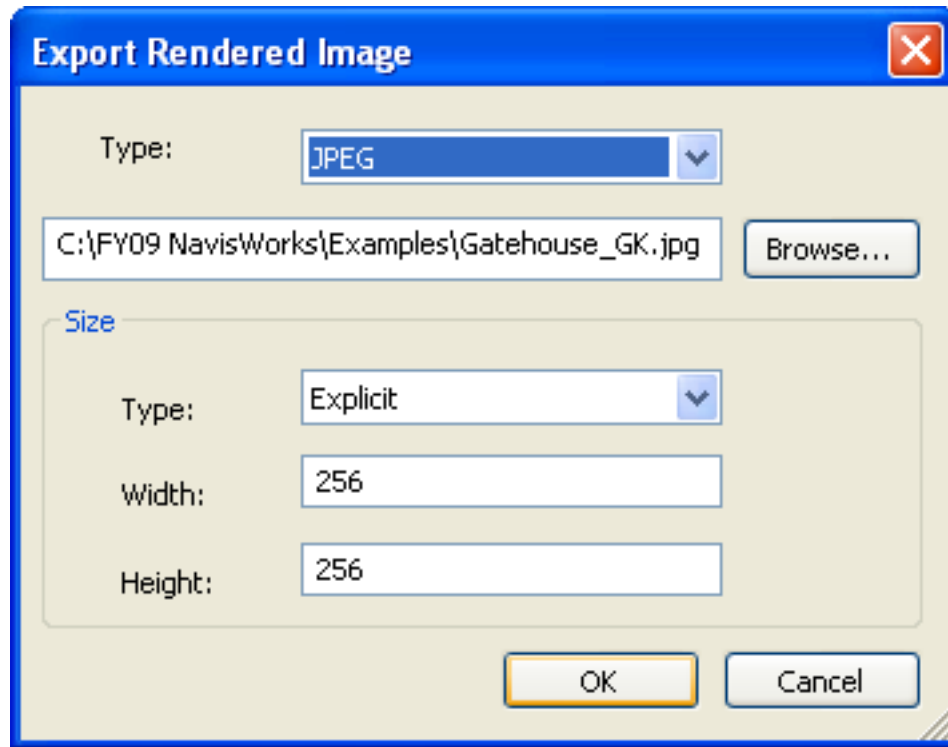 Export Rendered Image
Type:
JPEG
C:\FY09 NavisWorks\Examples\Gatehouse_GK.jpg
Browse...
Size
Type:
Explicit
Width:
256
Height:
256
OK
Cancel